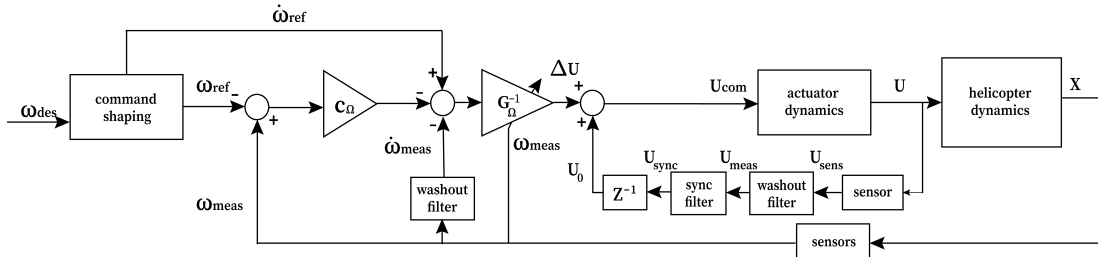 ω̇ref
ωdes
command
shaping
ωref
-
+
cΩ
+
-
-
ω̇meas
washout
filter
G⁻¹Ω
ΔU
ωmeas
+
+
U₀
Ucom
actuator
dynamics
U
helicopter
dynamics
X
Z⁻¹
Usync
sync
filter
Umeas
washout
filter
Usens
sensor
ωmeas
sensors